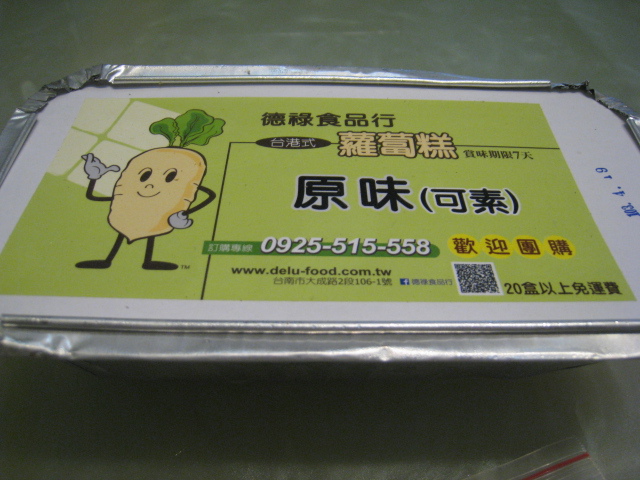 德祿食品行
台港式 蘿蔔糕 賞味期限7天
原味(可素)
訂購專線 0925-515-558 歡迎團購
www.delu-food.com.tw
台南市大成路2段106-1號 德祿食品行
20盒以上免運費
TM